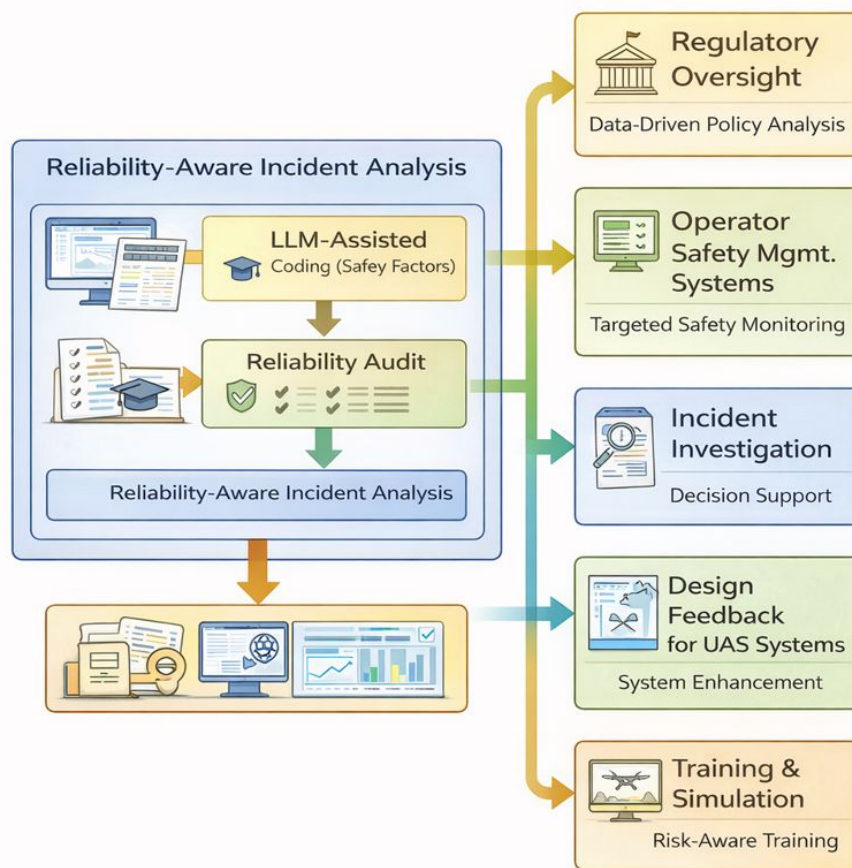 Reliability-Aware Incident Analysis
LLM-Assisted
Coding (Safey Factors)
Reliability Audit
Reliability-Aware Incident Analysis
Regulatory
Oversight
Data-Driven Policy Analysis
Operator
Safety Mgmt.
Systems
Targeted Safety Monitoring
Incident
Investigation
Decision Support
Design
Feedback
for UAS Systems
System Enhancement
Training &
Simulation
Risk-Aware Training